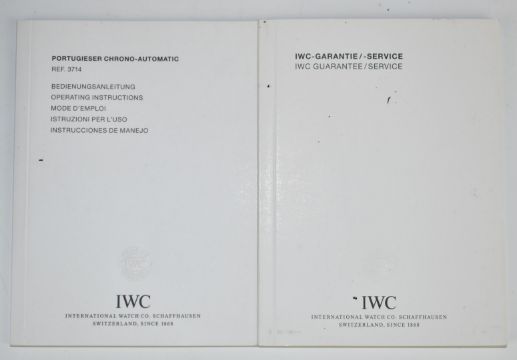 PORTUGIESER CHRONO-AUTOMATIC
REF. 3714
BEDIENUNGSANLEITUNG
OPERATING INSTRUCTIONS
MODE D'EMPLOI
ISTRUZIONI PER L'USO
INSTRUCCIONES DE MANEJO
IWC
INTERNATIONAL WATCH CO. SCHAFFHAUSEN
SWITZERLAND, SINCE 1868
IWC-GARANTIE/-SERVICE
IWC GUARANTEE/SERVICE
IWC
INTERNATIONAL WATCH CO. SCHAFFHAUSEN
SWITZERLAND, SINCE 1868